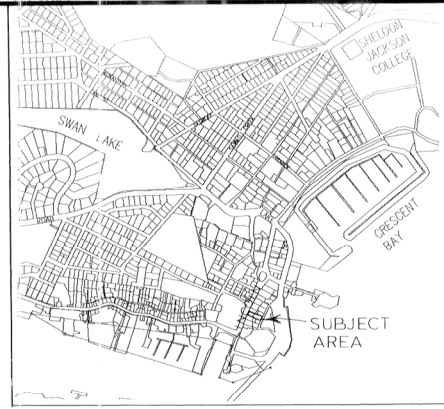 SHELDON
JACKSON
COLLEGE
SWAN LAKE
CRESCENT
BAY
SUBJECT
AREA